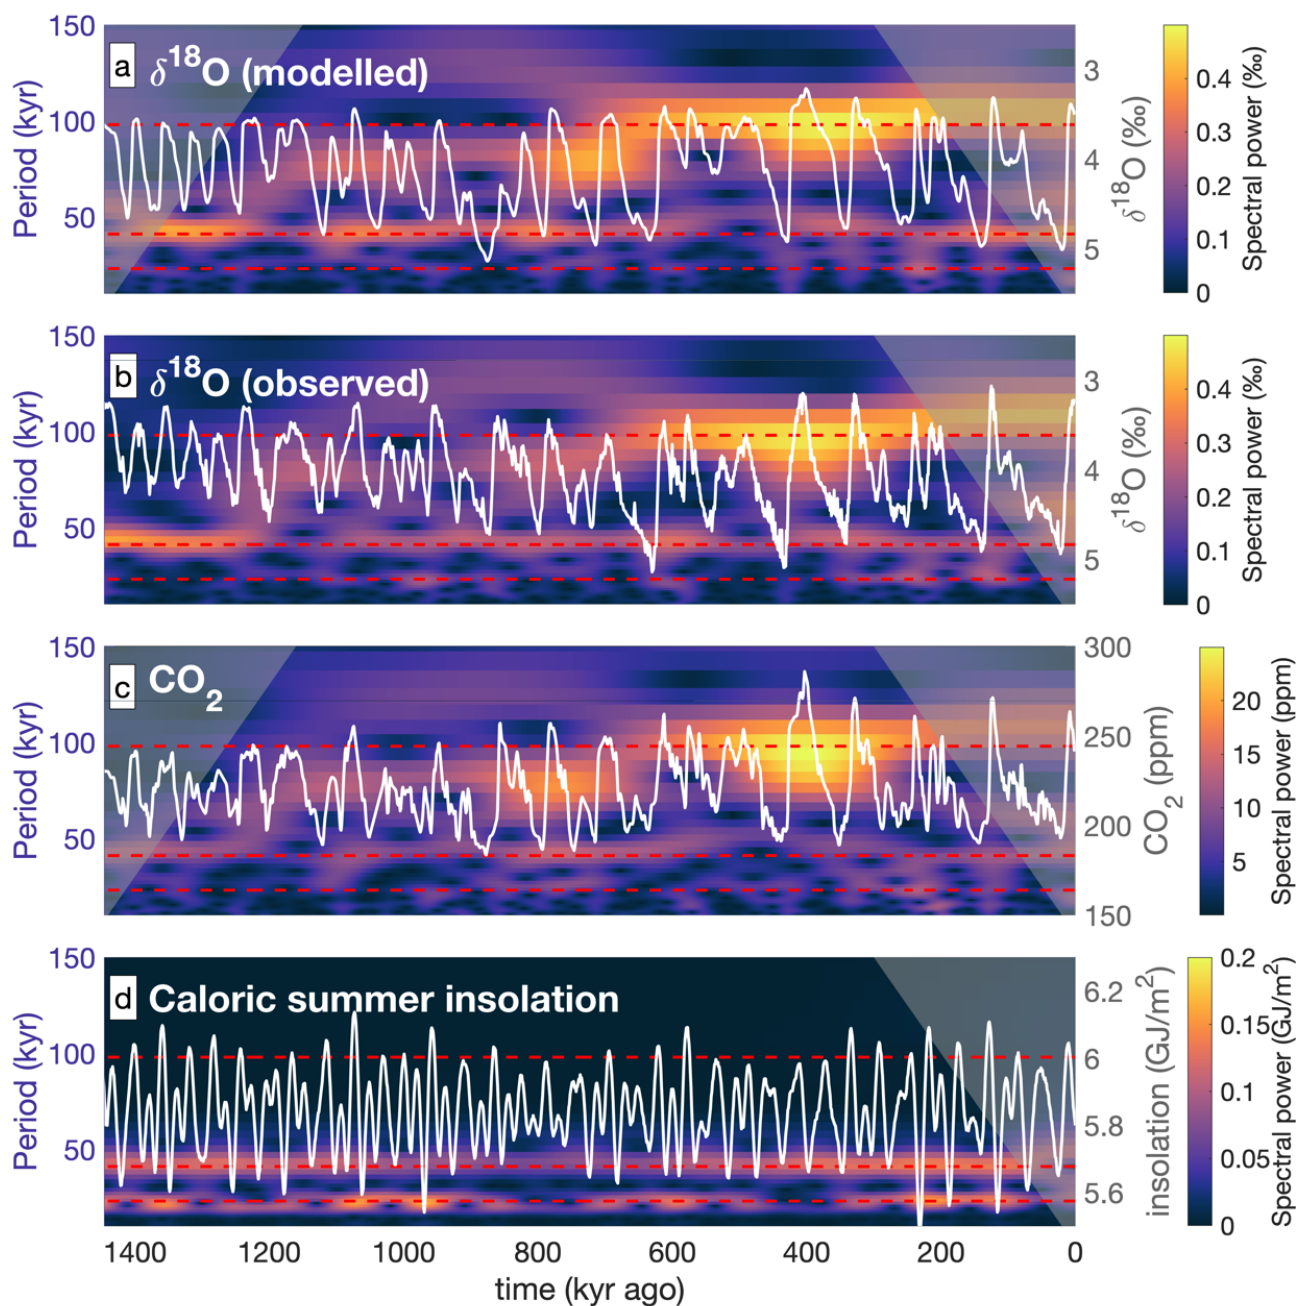 150
100
50
Period (kyr)
a
δ18O (modelled)
3
4
5
δ18O (‰)
0.4
0.3
0.2
0.1
0
Spectral power (‰)
150
100
50
Period (kyr)
b
δ18O (observed)
3
4
5
δ18O (‰)
0.4
0.3
0.2
0.1
0
Spectral power (‰)
150
100
50
Period (kyr)
c
CO2
300
250
200
150
CO2 (ppm)
20
15
10
5
Spectral power (ppm)
150
100
50
Period (kyr)
d
Caloric summer insolation
6.2
6
5.8
5.6
insolation (GJ/m2)
0.2
0.15
0.1
0.05
0
Spectral power (GJ/m2)
1400 1200 1000 800 600 400 200 0
time (kyr ago)